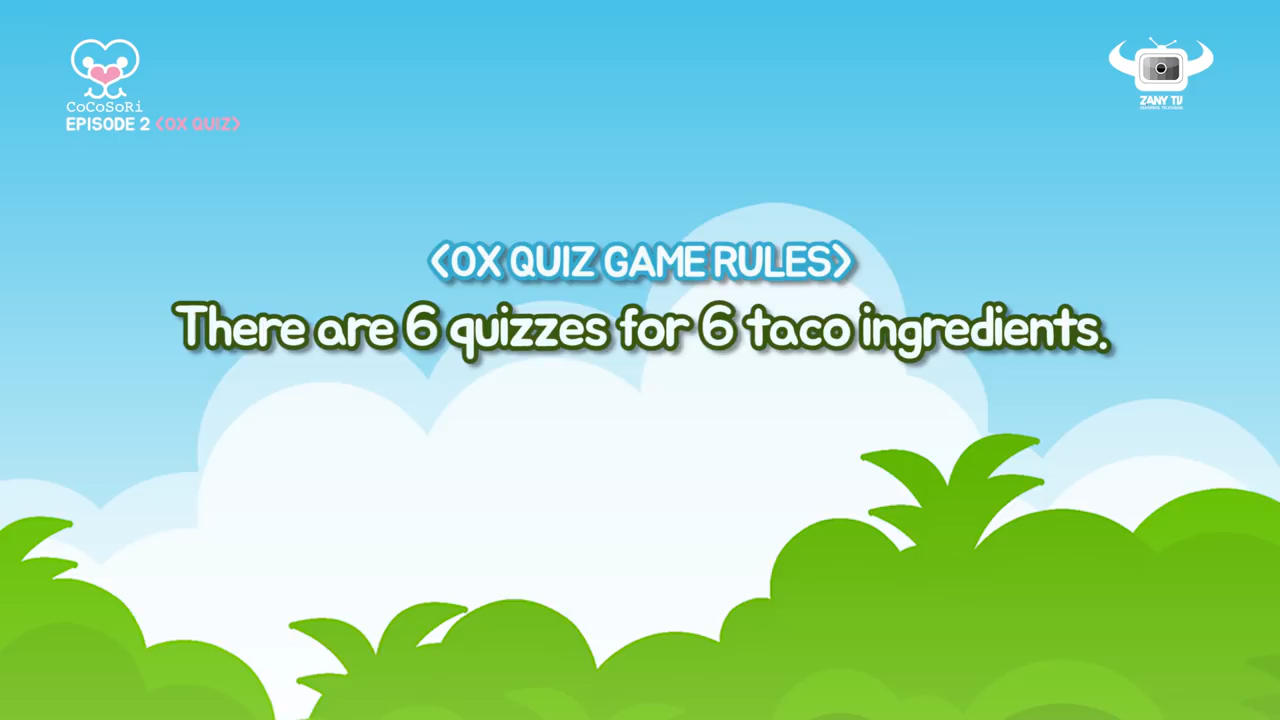 CoCoSoRi
EPISODE 2 <OX QUIZ>
ZANY TV
<OX QUIZ GAME RULES>
There are 6 quizzes for 6 taco ingredients.